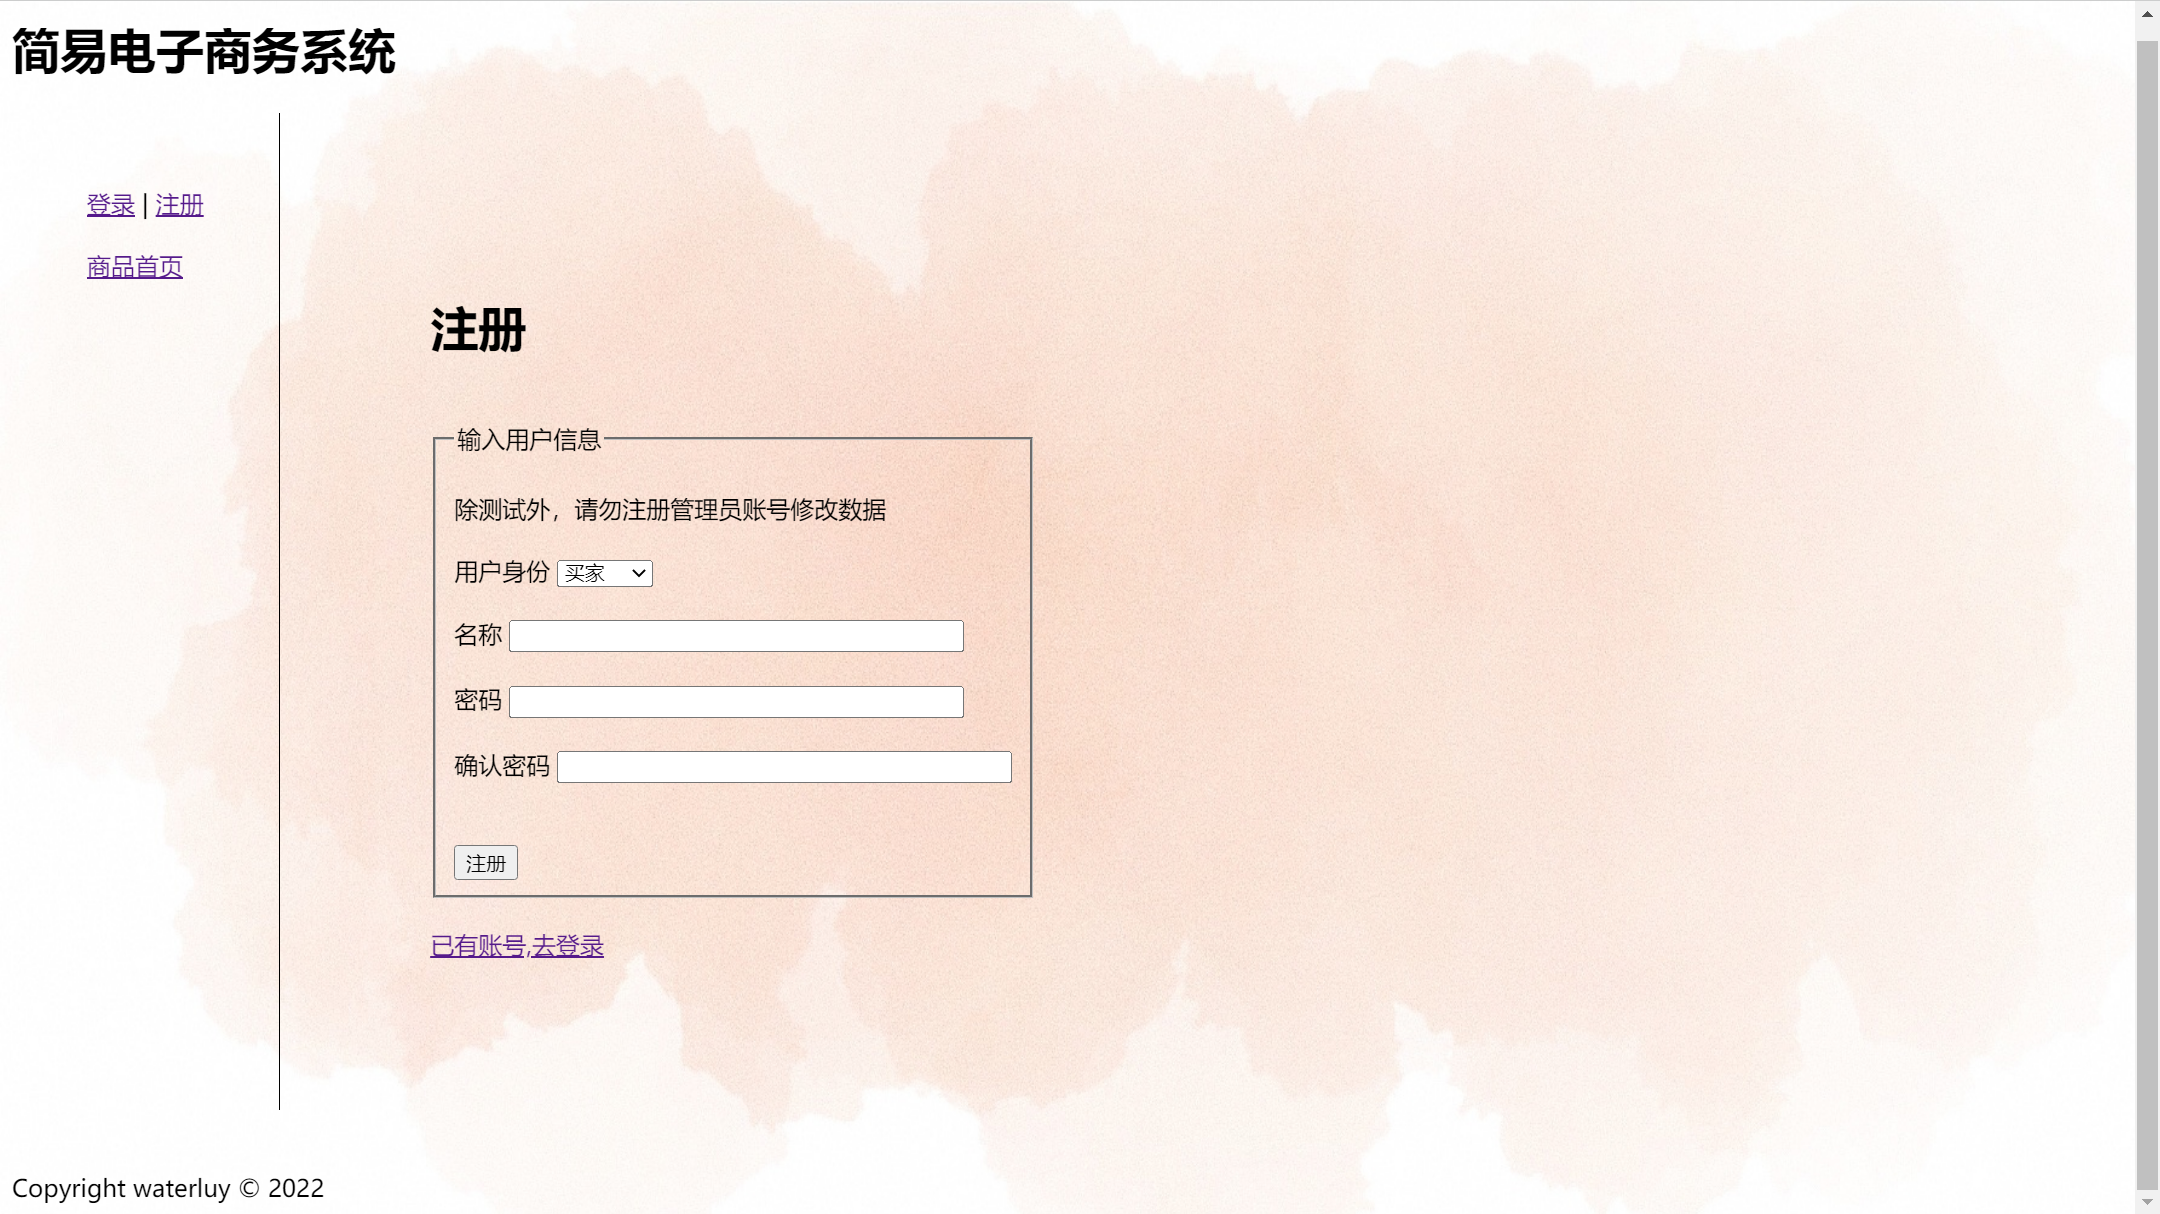 简易电子商务系统
登录 | 注册
商品首页
注册
输入用户信息
除测试外，请勿注册管理员账号修改数据
用户身份 买家
名称
密码
确认密码
注册
已有账号,去登录
Copyright waterluy © 2022